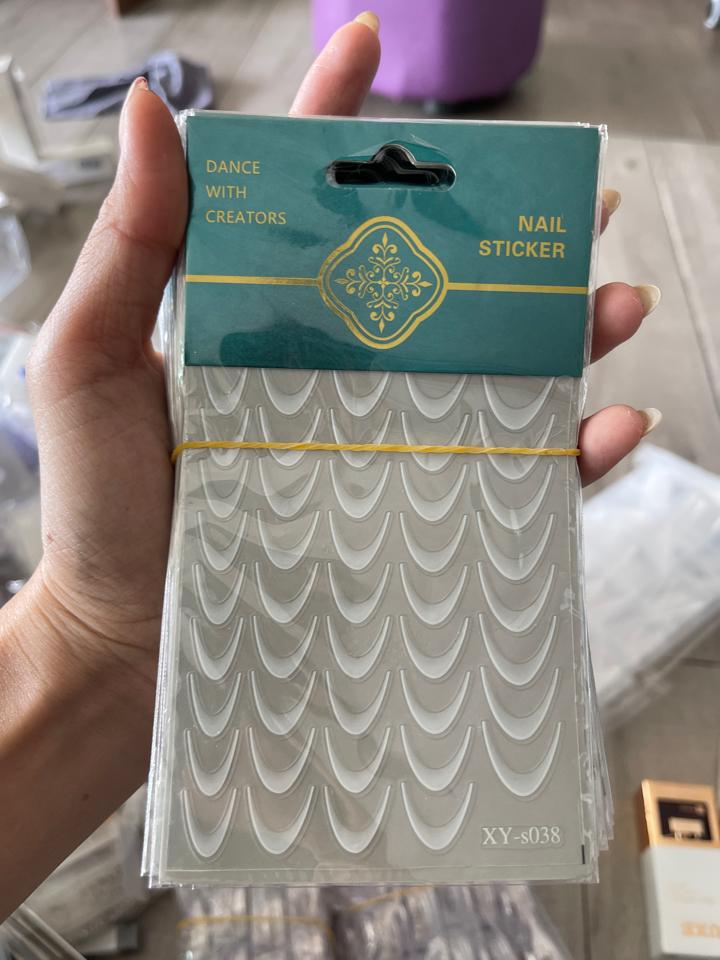 DANCE
WITH
CREATORS
NAIL
STICKER
XY-s038